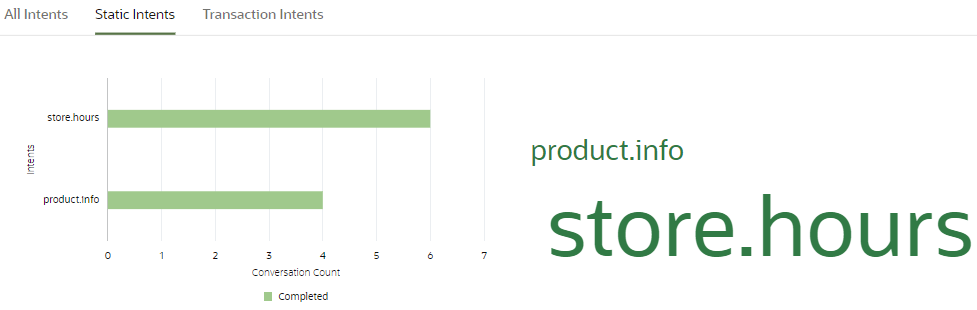 All Intents Static Intents Transaction Intents
store.hours
Intents
product.info
0 1 2 3 4 5 6 7
Conversation Count
Completed
product.info
store.hours